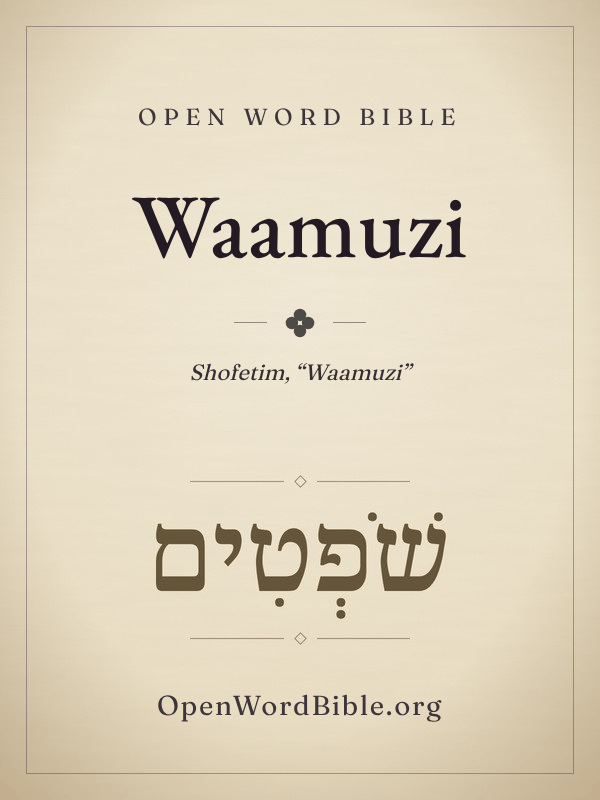 OPEN WORD BIBLE
Waamuzi
Shofetim, “Waamuzi”
שֹׁפְטִים
OpenWordBible.org